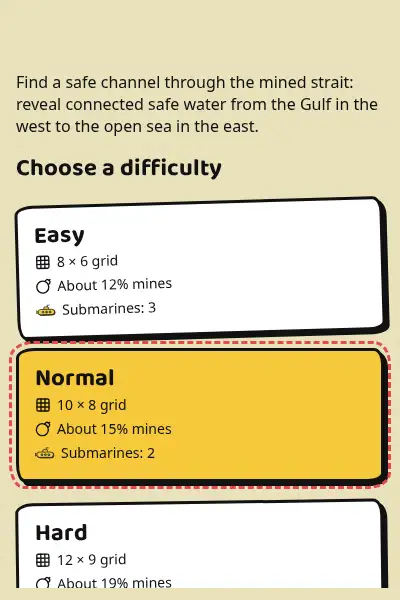 Find a safe channel through the mined strait:
reveal connected safe water from the Gulf in the
west to the open sea in the east.
Choose a difficulty
Easy
8 × 6 grid
About 12% mines
Submarines: 3
Normal
10 × 8 grid
About 15% mines
Submarines: 2
Hard
12 × 9 grid
About 19% mines